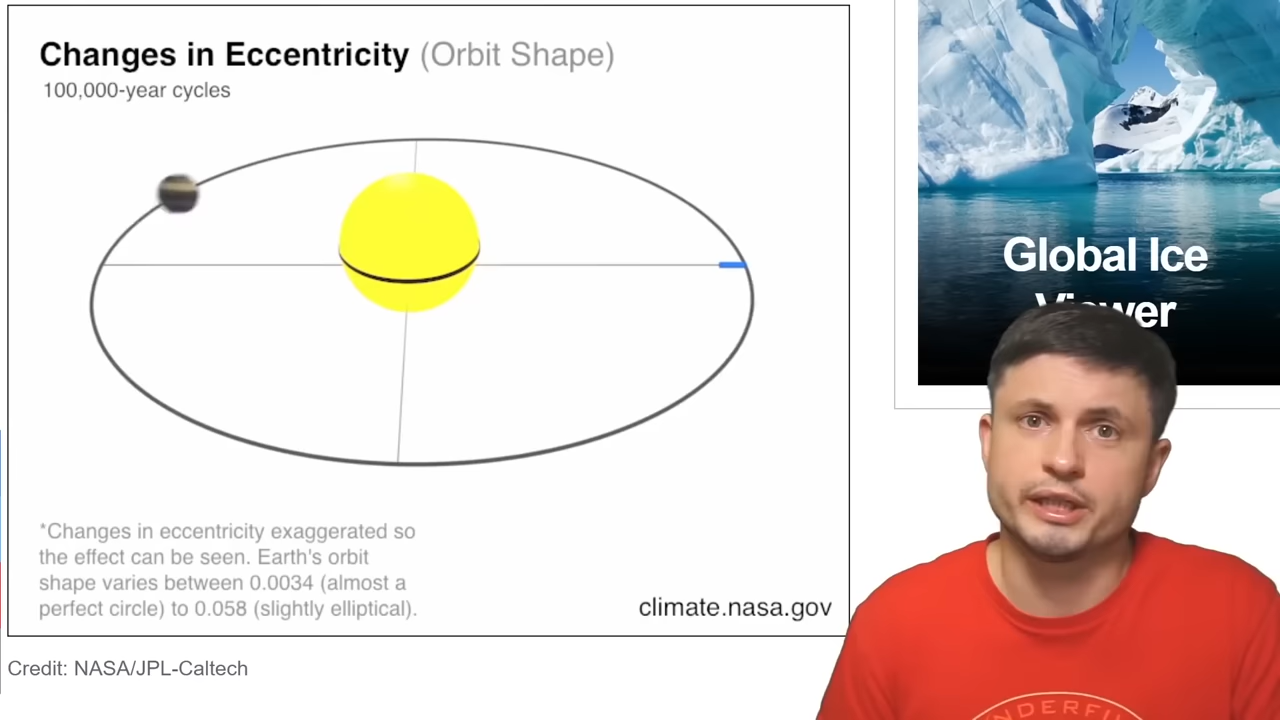 Changes in Eccentricity (Orbit Shape)
100,000-year cycles
*Changes in eccentricity exaggerated so
the effect can be seen. Earth's orbit
shape varies between 0.0034 (almost a
perfect circle) to 0.058 (slightly elliptical).
climate.nasa.gov
Credit: NASA/JPL-Caltech
Global Ice